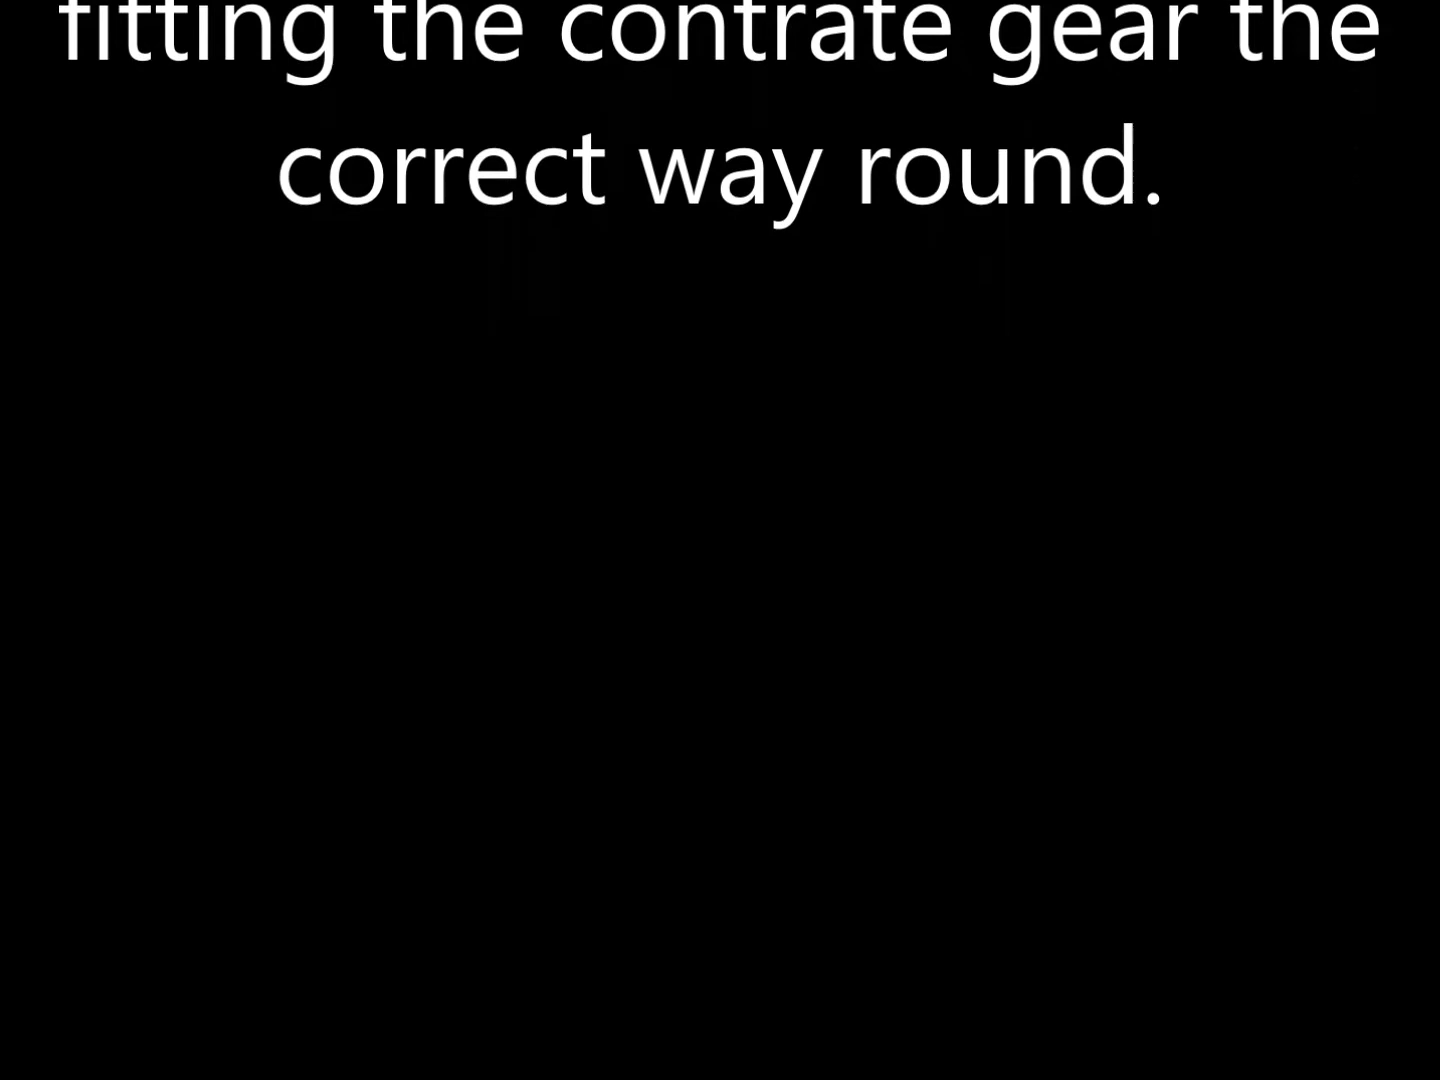 fitting the contrate gear the
correct way round.